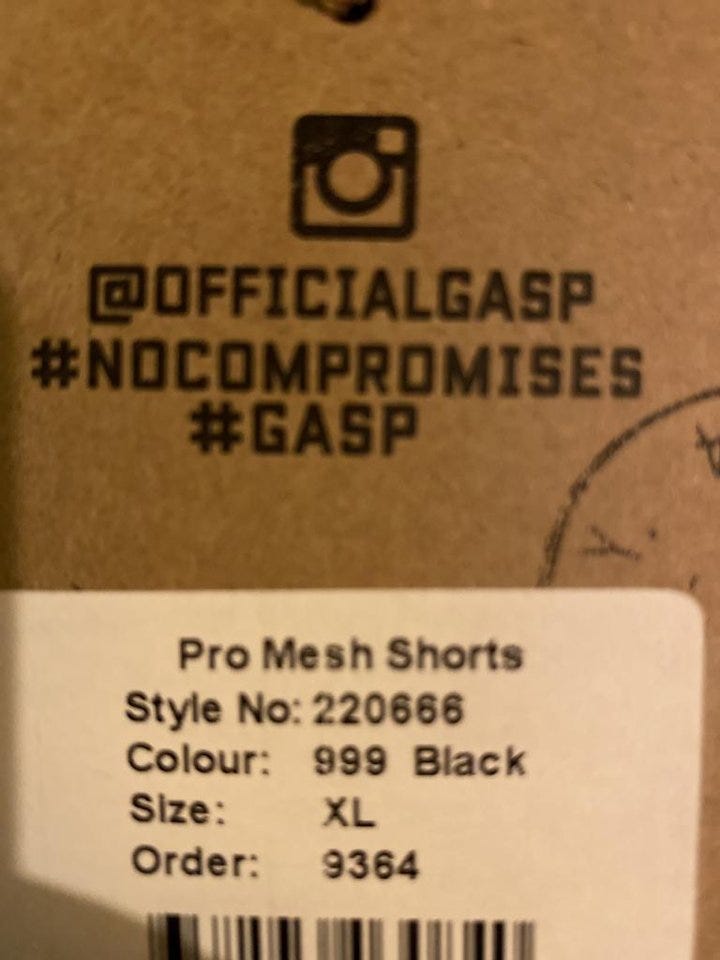 @OFFICIALGASP
#NOCOMPROMISES
#GASP
Pro Mesh Shorts
Style No: 220666
Colour: 999 Black
Size: XL
Order: 9364